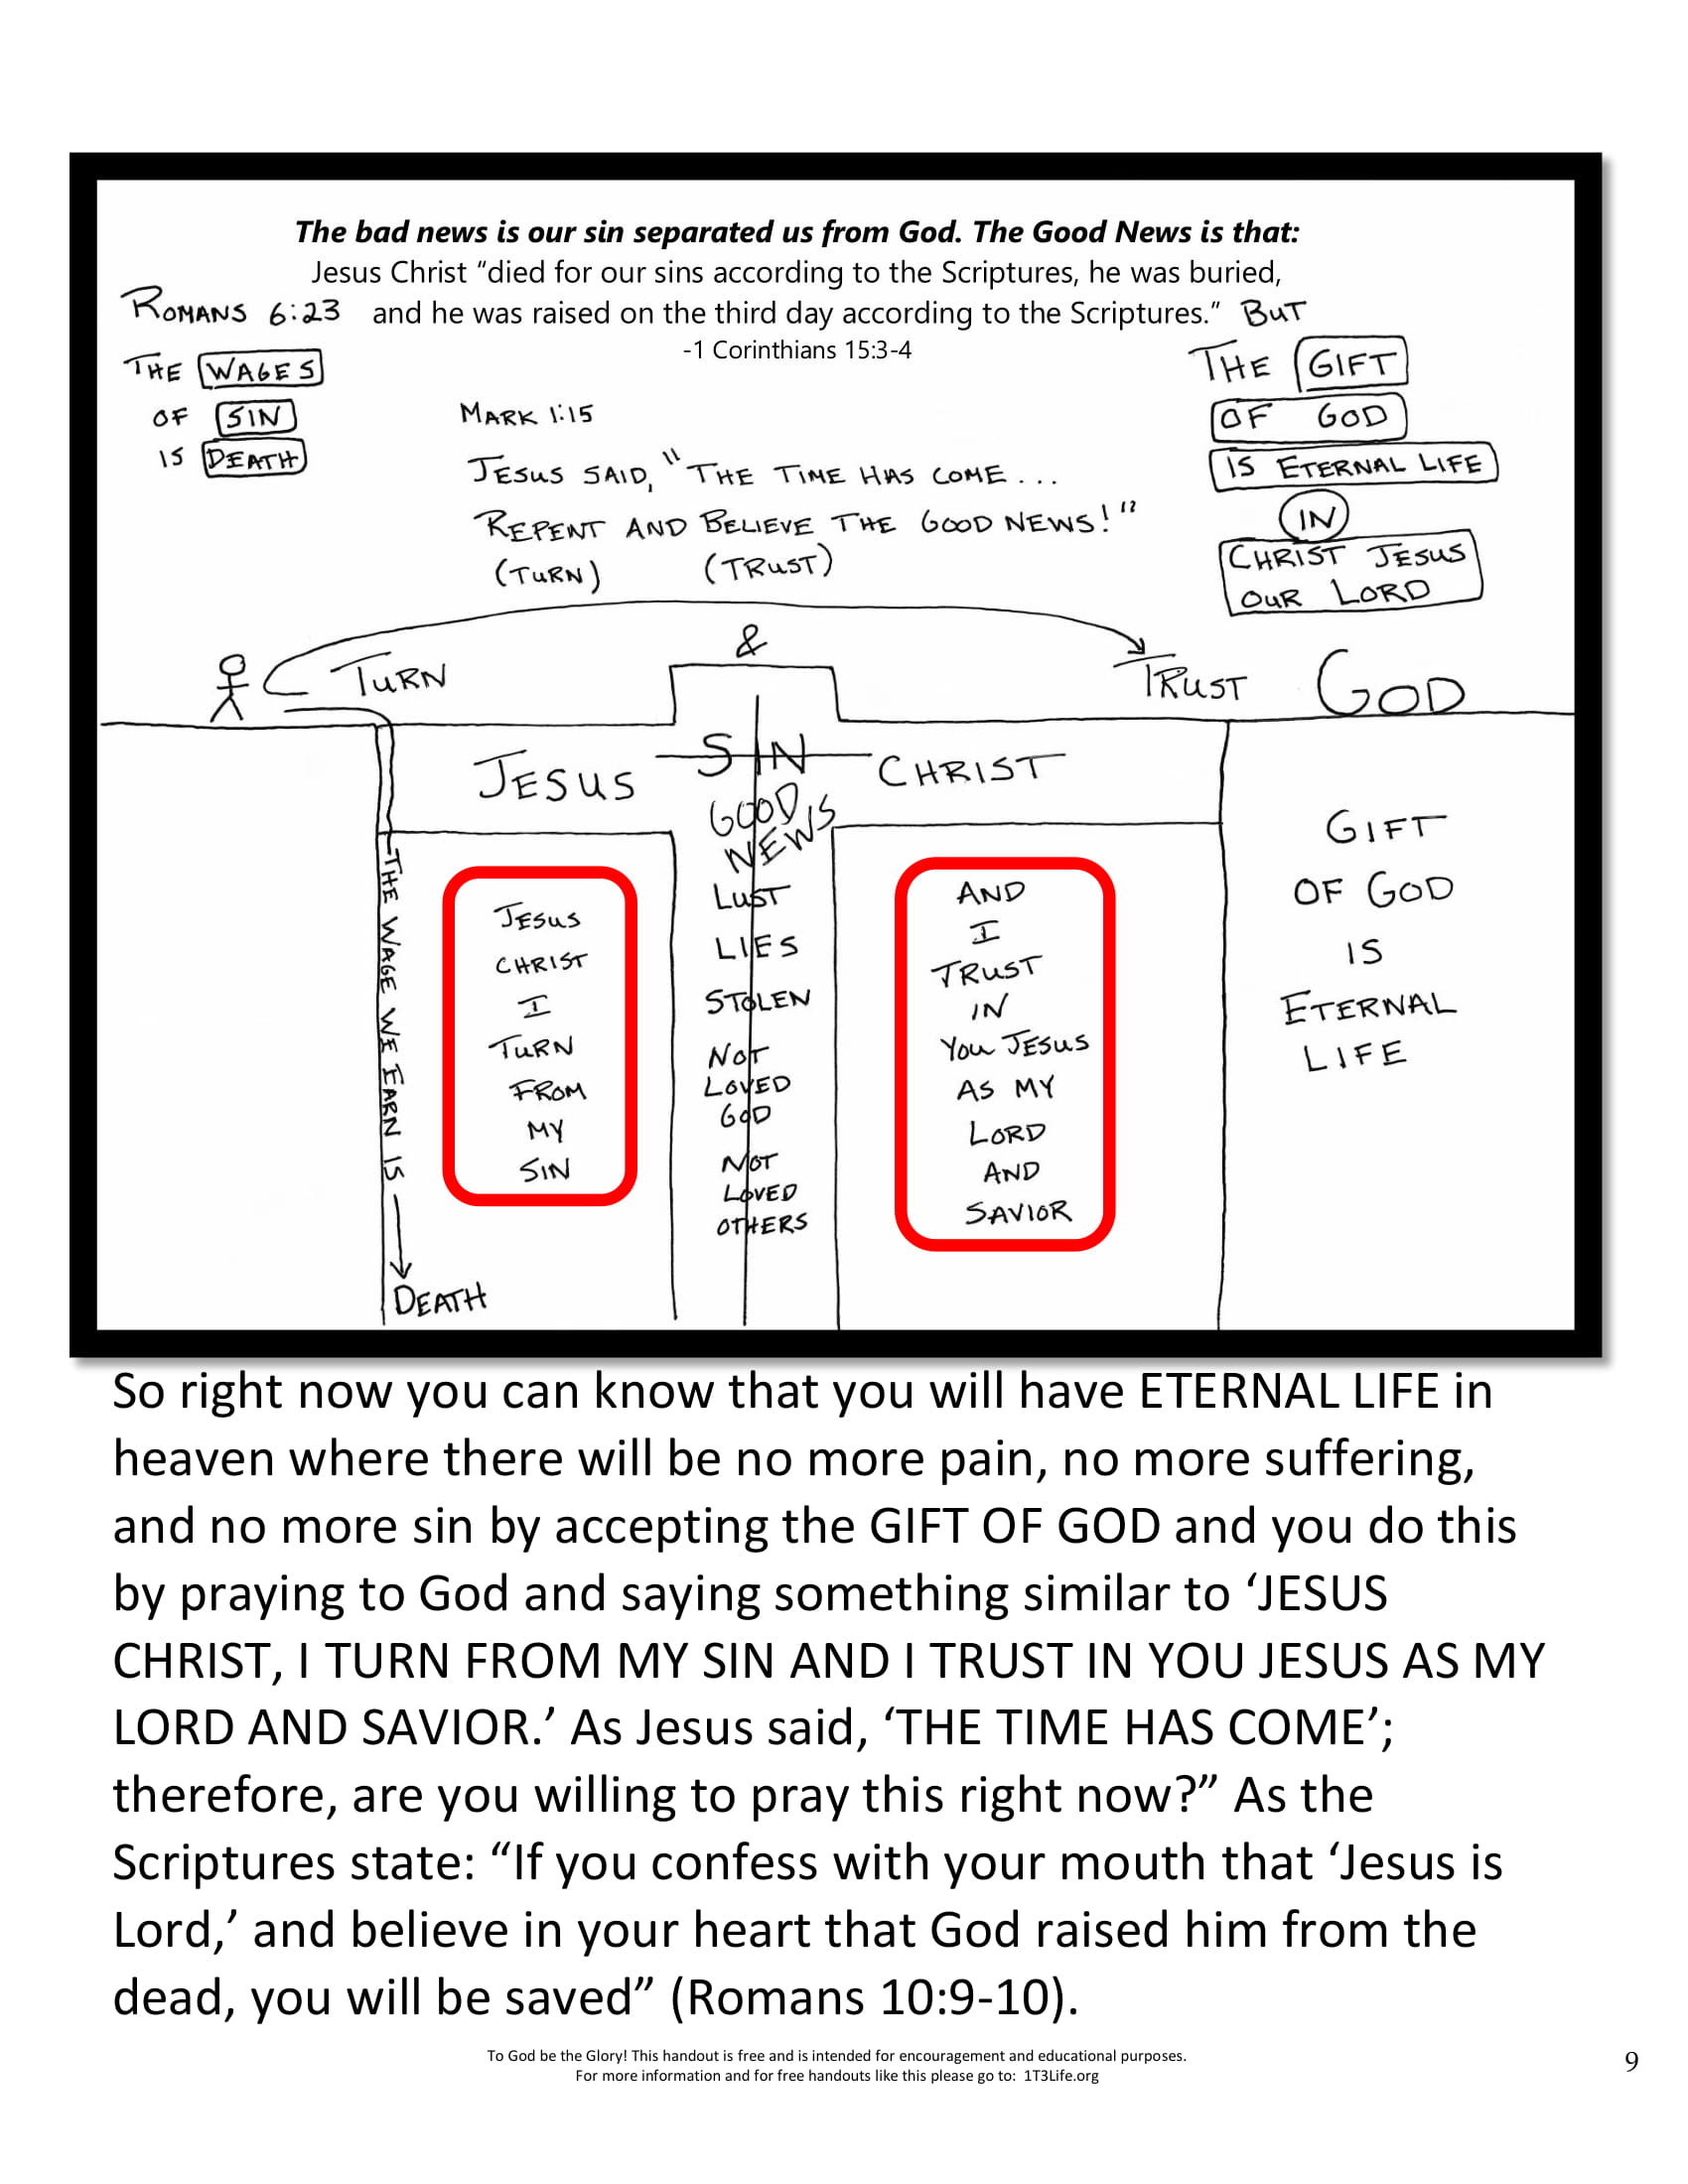 The bad news is our sin separated us from God. The Good News is that:
Jesus Christ “died for our sins according to the Scriptures, he was buried,
and he was raised on the third day according to the Scriptures.”
-1 Corinthians 15:3-4
ROMANS 6:23
THE WAGES
OF SIN
IS DEATH
MARK 1:15
JESUS SAID, "THE TIME HAS COME...
REPENT AND BELIEVE THE GOOD NEWS!"
(TURN) (TRUST)
BUT
THE GIFT
OF GOD
IS ETERNAL LIFE
IN
CHRIST JESUS
OUR LORD
TURN
&
TRUST
GOD
JESUS
SIN
CHRIST
GOOD
NEWS
IS
THE WAGE WE EARN IS
DEATH
JESUS
CHRIST
I
TURN
FROM
MY
SIN
LUST
LIES
STOLEN
NOT
LOVED
GOD
NOT
LOVED
OTHERS
AND
I
TRUST
IN
YOU JESUS
AS MY
LORD
AND
SAVIOR
GIFT
OF GOD
IS
ETERNAL
LIFE
So right now you can know that you will have ETERNAL LIFE in
heaven where there will be no more pain, no more suffering,
and no more sin by accepting the GIFT OF GOD and you do this
by praying to God and saying something similar to ‘JESUS
CHRIST, I TURN FROM MY SIN AND I TRUST IN YOU JESUS AS MY
LORD AND SAVIOR.’ As Jesus said, ‘THE TIME HAS COME’;
therefore, are you willing to pray this right now?” As the
Scriptures state: “If you confess with your mouth that ‘Jesus is
Lord,’ and believe in your heart that God raised him from the
dead, you will be saved” (Romans 10:9-10).
To God be the Glory! This handout is free and is intended for encouragement and educational purposes.
For more information and for free handouts like this please go to: 1T3Life.org
9